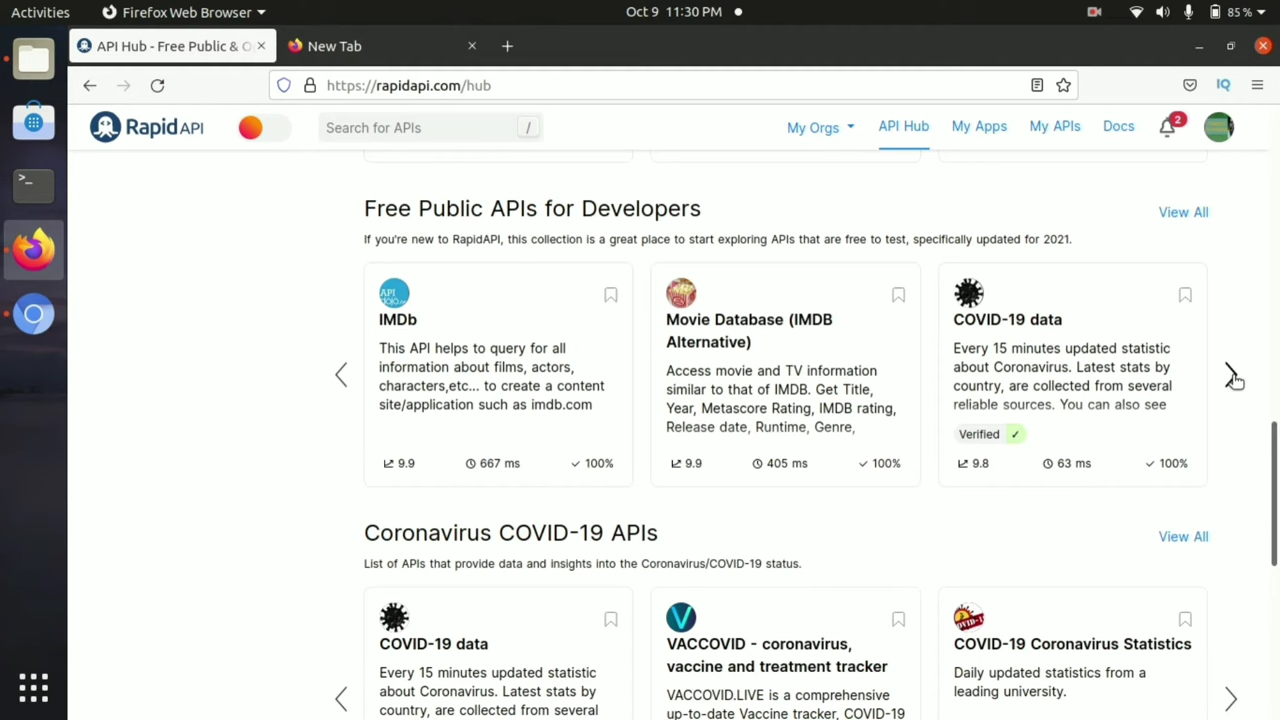 Activities Firefox Web Browser Oct 9 11:30 PM 85 %
API Hub - Free Public & O New Tab
https://rapidapi.com/hub IQ
Rapid API Search for APIs / My Orgs API Hub My Apps My APIs Docs 2
Free Public APIs for Developers View All
If you're new to RapidAPI, this collection is a great place to start exploring APIs that are free to test, specifically updated for 2021.
API dojo
IMDb
This API helps to query for all
information about films, actors,
characters,etc... to create a content
site/application such as imdb.com
9.9 667 ms 100%
Movie Database (IMDB
Alternative)
Access movie and TV information
similar to that of IMDB. Get Title,
Year, Metascore Rating, IMDB rating,
Release date, Runtime, Genre,
9.9 405 ms 100%
COVID-19 data
Every 15 minutes updated statistic
about Coronavirus. Latest stats by
country, are collected from several
reliable sources. You can also see
Verified ✓
9.8 63 ms 100%
Coronavirus COVID-19 APIs View All
List of APIs that provide data and insights into the Coronavirus/COVID-19 status.
COVID-19 data
Every 15 minutes updated statistic
about Coronavirus. Latest stats by
country, are collected from several
V
VACCOVID - coronavirus,
vaccine and treatment tracker
VACCOVID.LIVE is a comprehensive
up-to-date Vaccine tracker, COVID-19
COVID-19 Coronavirus Statistics
Daily updated statistics from a
leading university.